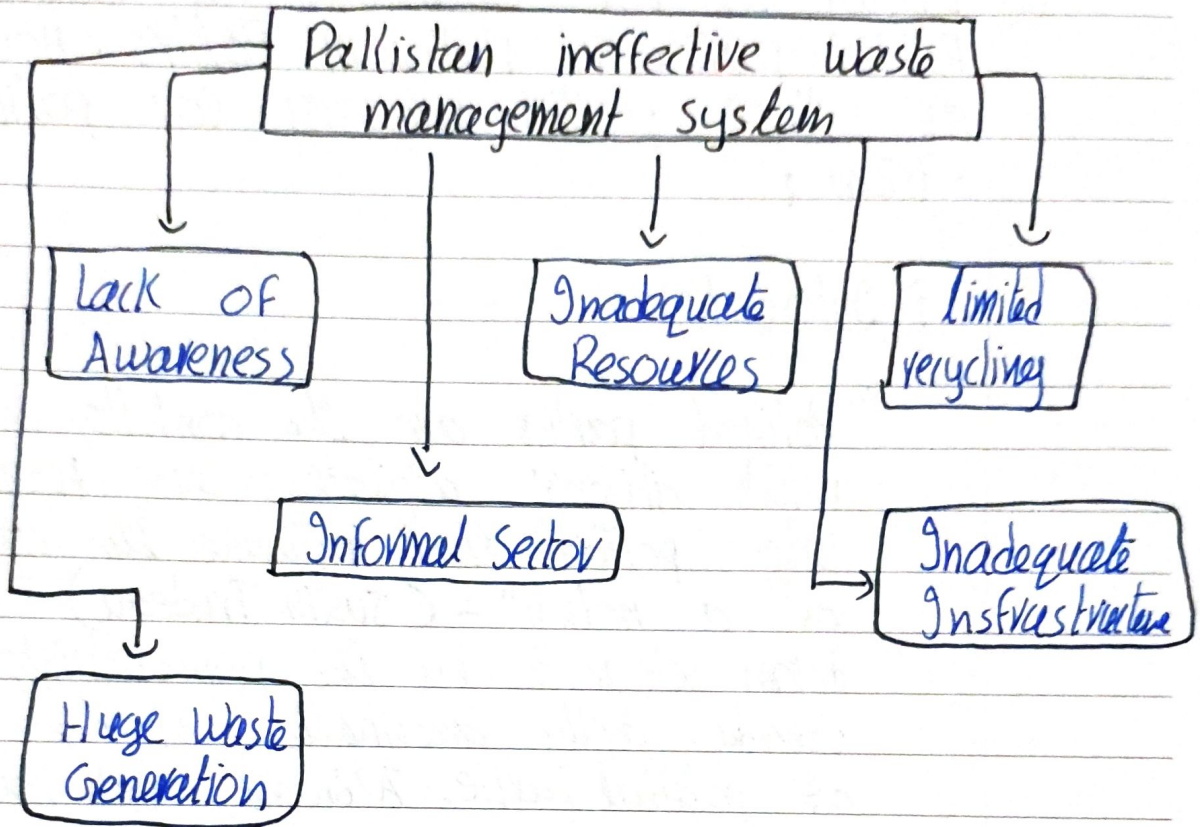 Pakistan ineffective waste
management system
Lack of
Awareness
Inadequate
Resources
limited
recycling
Informal Sector
Inadequate
Insfrastructure
Huge Waste
Generation